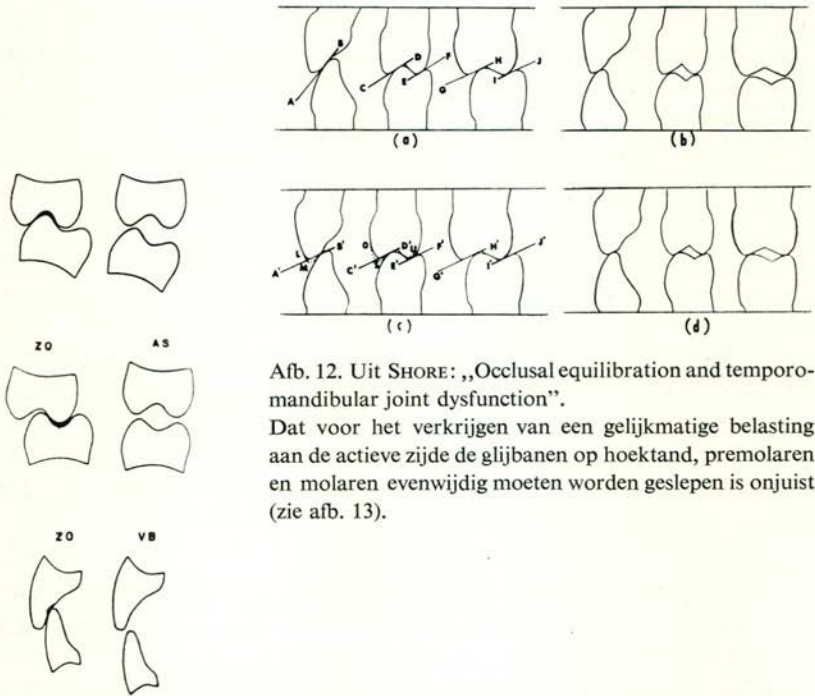 A B C D E F G H I J
(a)
(b)
A' L M B' O C' D' E' F' G' H' I' J'
(c)
(d)
ZO AS
ZO VB
Afb. 12. Uit SHORE: „Occlusal equilibration and temporo-
mandibular joint dysfunction”.
Dat voor het verkrijgen van een gelijkmatige belasting
aan de actieve zijde de glijbanen op hoektand, premolaren
en molaren evenwijdig moeten worden geslepen is onjuist
(zie afb. 13).